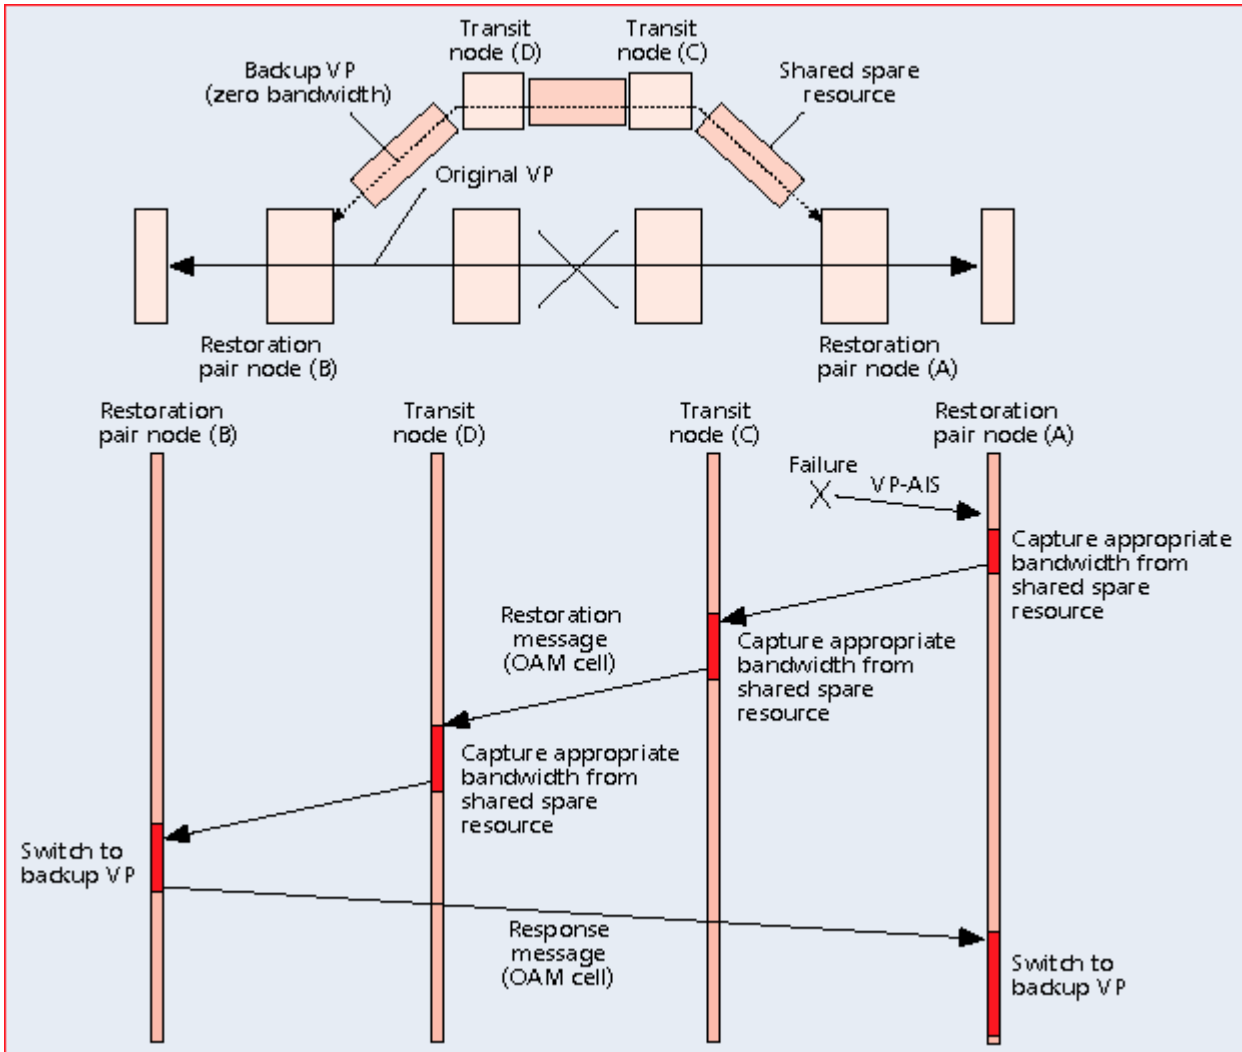 Transit
node (D)
Transit
node (C)
Backup VP
(zero bandwidth)
Shared spare
resource
Original VP
Restoration
pair node (B)
Restoration
pair node (A)
Restoration
pair node (B)
Transit
node (D)
Transit
node (C)
Restoration
pair node (A)
Failure
VP-AIS
Capture appropriate
bandwidth from
shared spare
resource
Restoration
message
(OAM cell)
Capture appropriate
bandwidth from
shared spare
resource
Capture appropriate
bandwidth from
shared spare
resource
Switch to
backup VP
Response
message
(OAM cell)
Switch to
backup VP